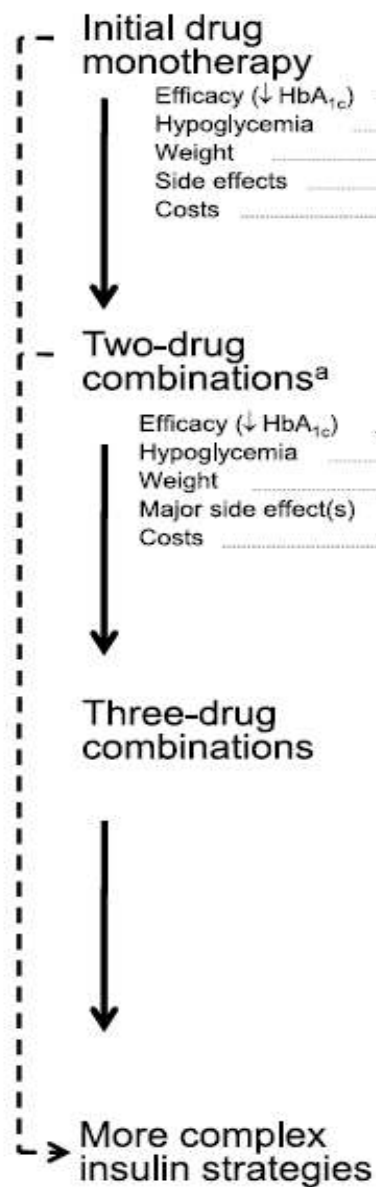 Initial drug
monotherapy
Efficacy (↓ HbA1c)
Hypoglycemia
Weight
Side effects
Costs
Two-drug
combinationsᵃ
Efficacy (↓ HbA1c)
Hypoglycemia
Weight
Major side effect(s)
Costs
Three-drug
combinations
More complex
insulin strategies